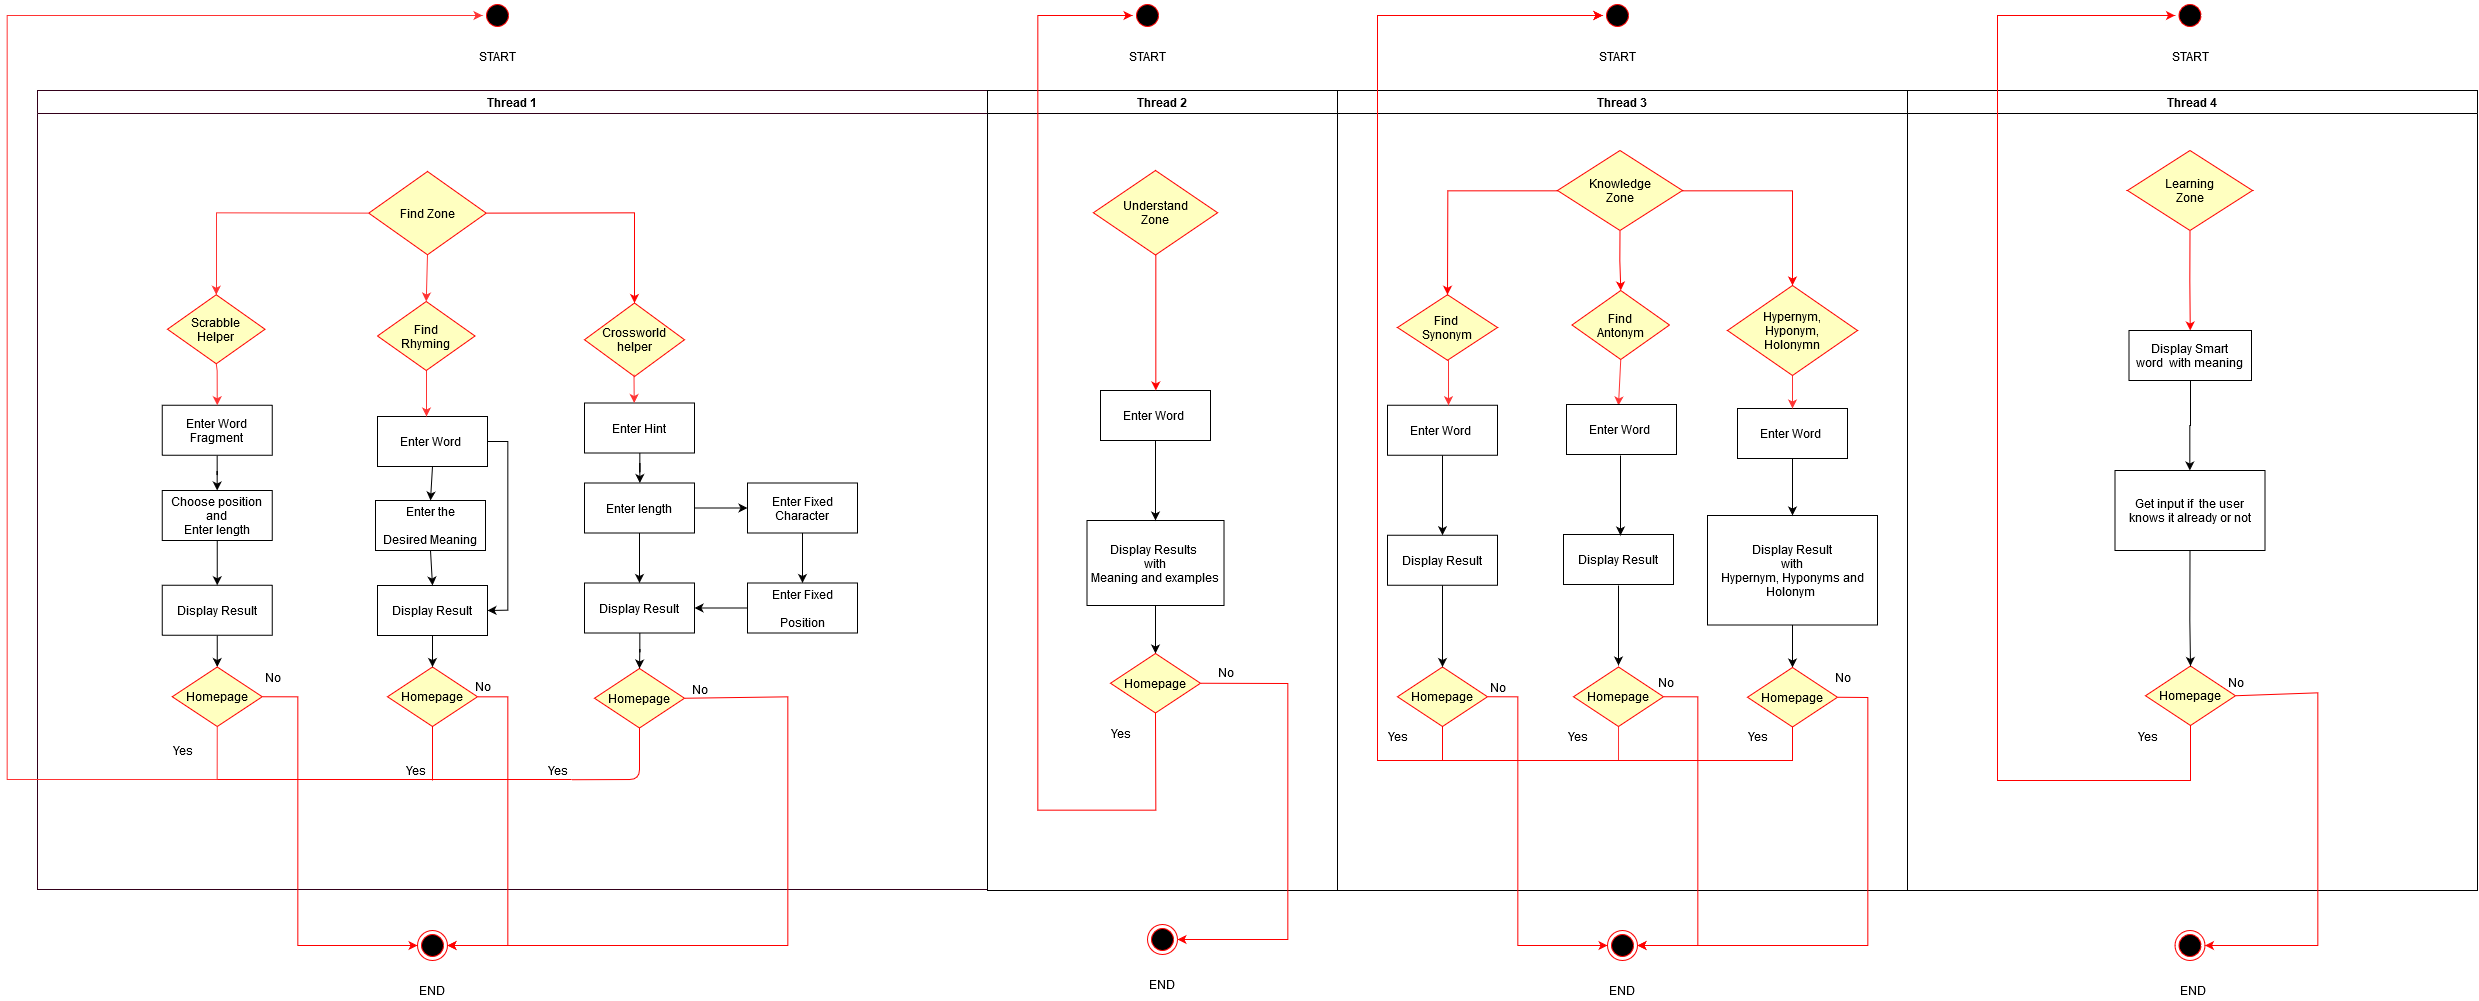 START
START
START
START
Thread 1
Thread 2
Thread 3
Thread 4
Find Zone
Scrabble
Helper
Find
Rhyming
Crossworld
helper
Enter Word
Fragment
Choose position
and
Enter length
Display Result
Homepage
No
Yes
Enter Word
Enter the
Desired Meaning
Display Result
Homepage
No
Yes
Enter Hint
Enter length
Enter Fixed
Character
Enter Fixed
Position
Display Result
Homepage
No
Yes
END
Understand
Zone
Enter Word
Display Results
with
Meaning and examples
Homepage
No
Yes
END
Knowledge
Zone
Find
Synonym
Find
Antonym
Hypernym,
Hyponym,
Holonymn
Enter Word
Display Result
Homepage
No
Yes
Enter Word
Display Result
Homepage
No
Yes
Enter Word
Display Result
with
Hypernym, Hyponyms and
Holonym
Homepage
No
Yes
END
Learning
Zone
Display Smart
word with meaning
Get input if the user
knows it already or not
Homepage
No
Yes
END